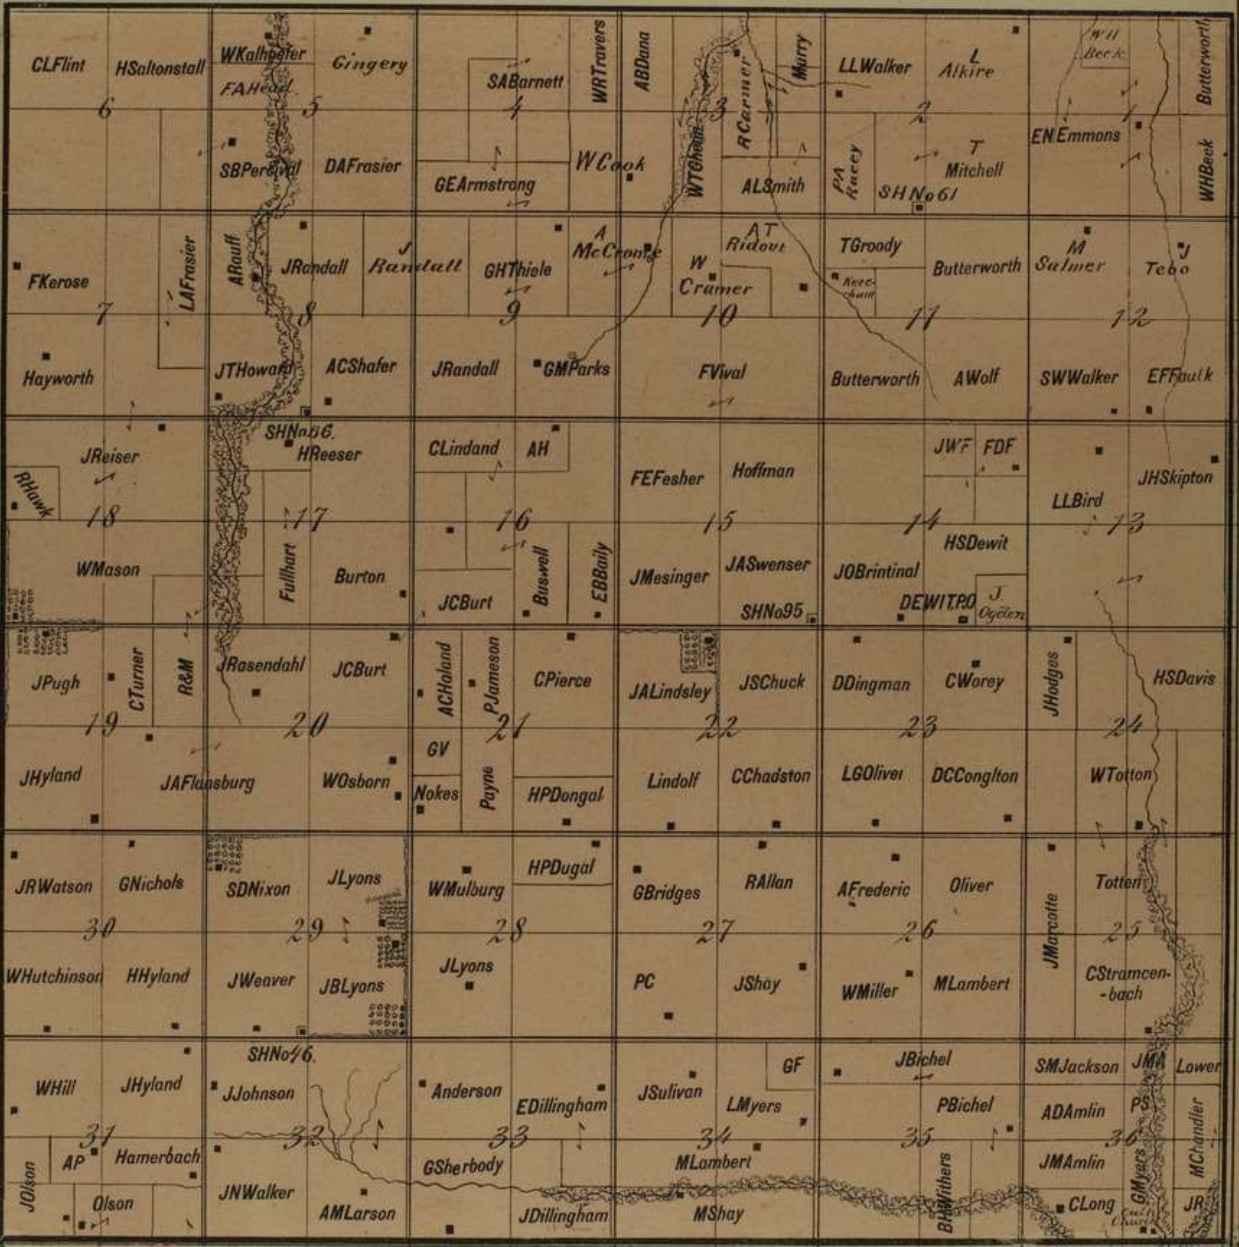 CLFlint
HSaltonstall
6
WKalhoefer
FAHead
Gingery
5
SBPercival
DAFrasier
SABarnett
4
WRTravers
GEArmstrong
WCook
ABDana
3
RCarmer
Murry
ALSmith
LLWalker
L
Alkire
2
PA
Racey
T
Mitchell
SHNo61
WH
Beck
Butterworth
1
ENEmmons
WHBeck
FKerose
LAFrasier
7
Hayworth
ARauff
JRandall
J
Randall
8
JTHoward
ACShafer
GHThiele
A
McCrome
9
JRandall
GMParks
W
Cramer
AT
Ridout
10
FVival
TGroody
Ketc-
ham
Butterworth
11
Butterworth
AWolf
M
Salmer
J
Tebo
12
SWWalker
EFFaulk
JReiser
RHawk
18
WMason
SHNo66.
HReeser
17
Fullhart
Burton
CLindand
AH
16
JCBurt
Buswell
EBBaily
FEFesher
Hoffman
15
JMesinger
JASwenser
SHNo95
JWF
FDF
14
HSDewit
JOBrintinal
DEWITP.O
J.
Ogden
LLBird
JHSkipton
13
JPugh
CTurner
R&M
19
JHyland
JAFlansburg
JRasendahl
JCBurt
20
WOsborn
ACHoland
PJameson
CPierce
21
GV
Nokes
Payne
HPDongal
JALindsley
JSChuck
22
Lindolf
CChadston
DDingman
CWorey
23
LGOliver
DCConglton
JHodges
HSDavis
24
WTotton
JRWatson
GNichols
30
WHutchinson
HHyland
SDNixon
JLyons
29
JWeaver
JBLyons
WMulburg
HPDugal
28
JLyons
GBridges
RAllan
27
PC
JShay
AFrederic
Oliver
26
WMiller
MLambert
JMarcotte
Totten
25
CStramcen-
-bach
WHill
JHyland
31
JOlson
AP
Hamerbach
Olson
SHNo76.
JJohnson
32
JNWalker
AMLarson
Anderson
EDillingham
33
GSherbody
JDillingham
JSulivan
GF
LMyers
34
MLambert
MShay
JBichel
PBichel
35
BHWithers
SMJackson
JMA
Lower
ADAmlin
PS
36
JMAmlin
GMyers
MChandler
CLong
JR